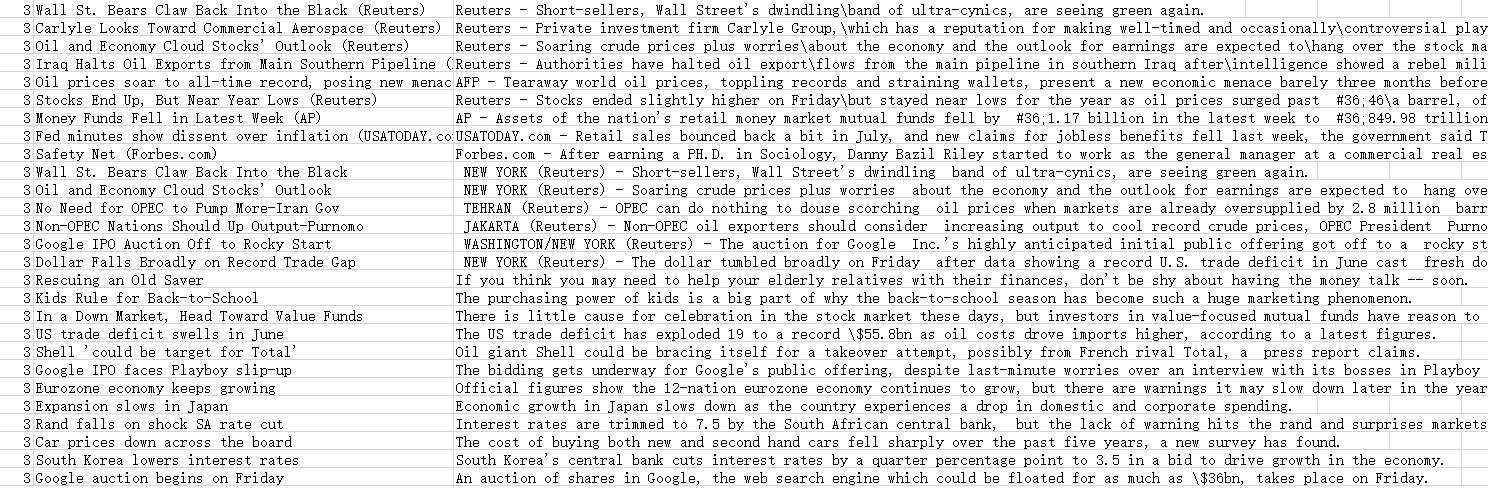 3 Wall St. Bears Claw Back Into the Black (Reuters) Reuters - Short-sellers, Wall Street's dwindling\band of ultra-cynics, are seeing green again.
3 Carlyle Looks Toward Commercial Aerospace (Reuters) Reuters - Private investment firm Carlyle Group,\which has a reputation for making well-timed and occasionally\controversial play
3 Oil and Economy Cloud Stocks' Outlook (Reuters) Reuters - Soaring crude prices plus worries\about the economy and the outlook for earnings are expected to\hang over the stock ma
3 Iraq Halts Oil Exports from Main Southern Pipeline ( Reuters - Authorities have halted oil export\flows from the main pipeline in southern Iraq after\intelligence showed a rebel mili
3 Oil prices soar to all-time record, posing new menac AFP - Tearaway world oil prices, toppling records and straining wallets, present a new economic menace barely three months before
3 Stocks End Up, But Near Year Lows (Reuters) Reuters - Stocks ended slightly higher on Friday\but stayed near lows for the year as oil prices surged past  #36;46\a barrel, of
3 Money Funds Fell in Latest Week (AP) AP - Assets of the nation's retail money market mutual funds fell by  #36;1.17 billion in the latest week to  #36;849.98 trillion
3 Fed minutes show dissent over inflation (USATODAY.co USATODAY.com - Retail sales bounced back a bit in July, and new claims for jobless benefits fell last week, the government said T
3 Safety Net (Forbes.com) Forbes.com - After earning a PH.D. in Sociology, Danny Bazil Riley started to work as the general manager at a commercial real es
3 Wall St. Bears Claw Back Into the Black NEW YORK (Reuters) - Short-sellers, Wall Street's dwindling  band of ultra-cynics, are seeing green again.
3 Oil and Economy Cloud Stocks' Outlook NEW YORK (Reuters) - Soaring crude prices plus worries  about the economy and the outlook for earnings are expected to  hang ove
3 No Need for OPEC to Pump More-Iran Gov TEHRAN (Reuters) - OPEC can do nothing to douse scorching  oil prices when markets are already oversupplied by 2.8 million  barr
3 Non-OPEC Nations Should Up Output-Purnomo JAKARTA (Reuters) - Non-OPEC oil exporters should consider  increasing output to cool record crude prices, OPEC President  Purno
3 Google IPO Auction Off to Rocky Start WASHINGTON/NEW YORK (Reuters) - The auction for Google  Inc.'s highly anticipated initial public offering got off to a  rocky st
3 Dollar Falls Broadly on Record Trade Gap NEW YORK (Reuters) - The dollar tumbled broadly on Friday  after data showing a record U.S. trade deficit in June cast  fresh do
3 Rescuing an Old Saver If you think you may need to help your elderly relatives with their finances, don't be shy about having the money talk -- soon.
3 Kids Rule for Back-to-School The purchasing power of kids is a big part of why the back-to-school season has become such a huge marketing phenomenon.
3 In a Down Market, Head Toward Value Funds There is little cause for celebration in the stock market these days, but investors in value-focused mutual funds have reason to
3 US trade deficit swells in June The US trade deficit has exploded 19 to a record \$55.8bn as oil costs drove imports higher, according to a latest figures.
3 Shell 'could be target for Total' Oil giant Shell could be bracing itself for a takeover attempt, possibly from French rival Total, a  press report claims.
3 Google IPO faces Playboy slip-up The bidding gets underway for Google's public offering, despite last-minute worries over an interview with its bosses in Playboy
3 Eurozone economy keeps growing Official figures show the 12-nation eurozone economy continues to grow, but there are warnings it may slow down later in the year
3 Expansion slows in Japan Economic growth in Japan slows down as the country experiences a drop in domestic and corporate spending.
3 Rand falls on shock SA rate cut Interest rates are trimmed to 7.5 by the South African central bank,  but the lack of warning hits the rand and surprises markets
3 Car prices down across the board The cost of buying both new and second hand cars fell sharply over the past five years, a new survey has found.
3 South Korea lowers interest rates South Korea's central bank cuts interest rates by a quarter percentage point to 3.5 in a bid to drive growth in the economy.
3 Google auction begins on Friday An auction of shares in Google, the web search engine which could be floated for as much as \$36bn, takes place on Friday.